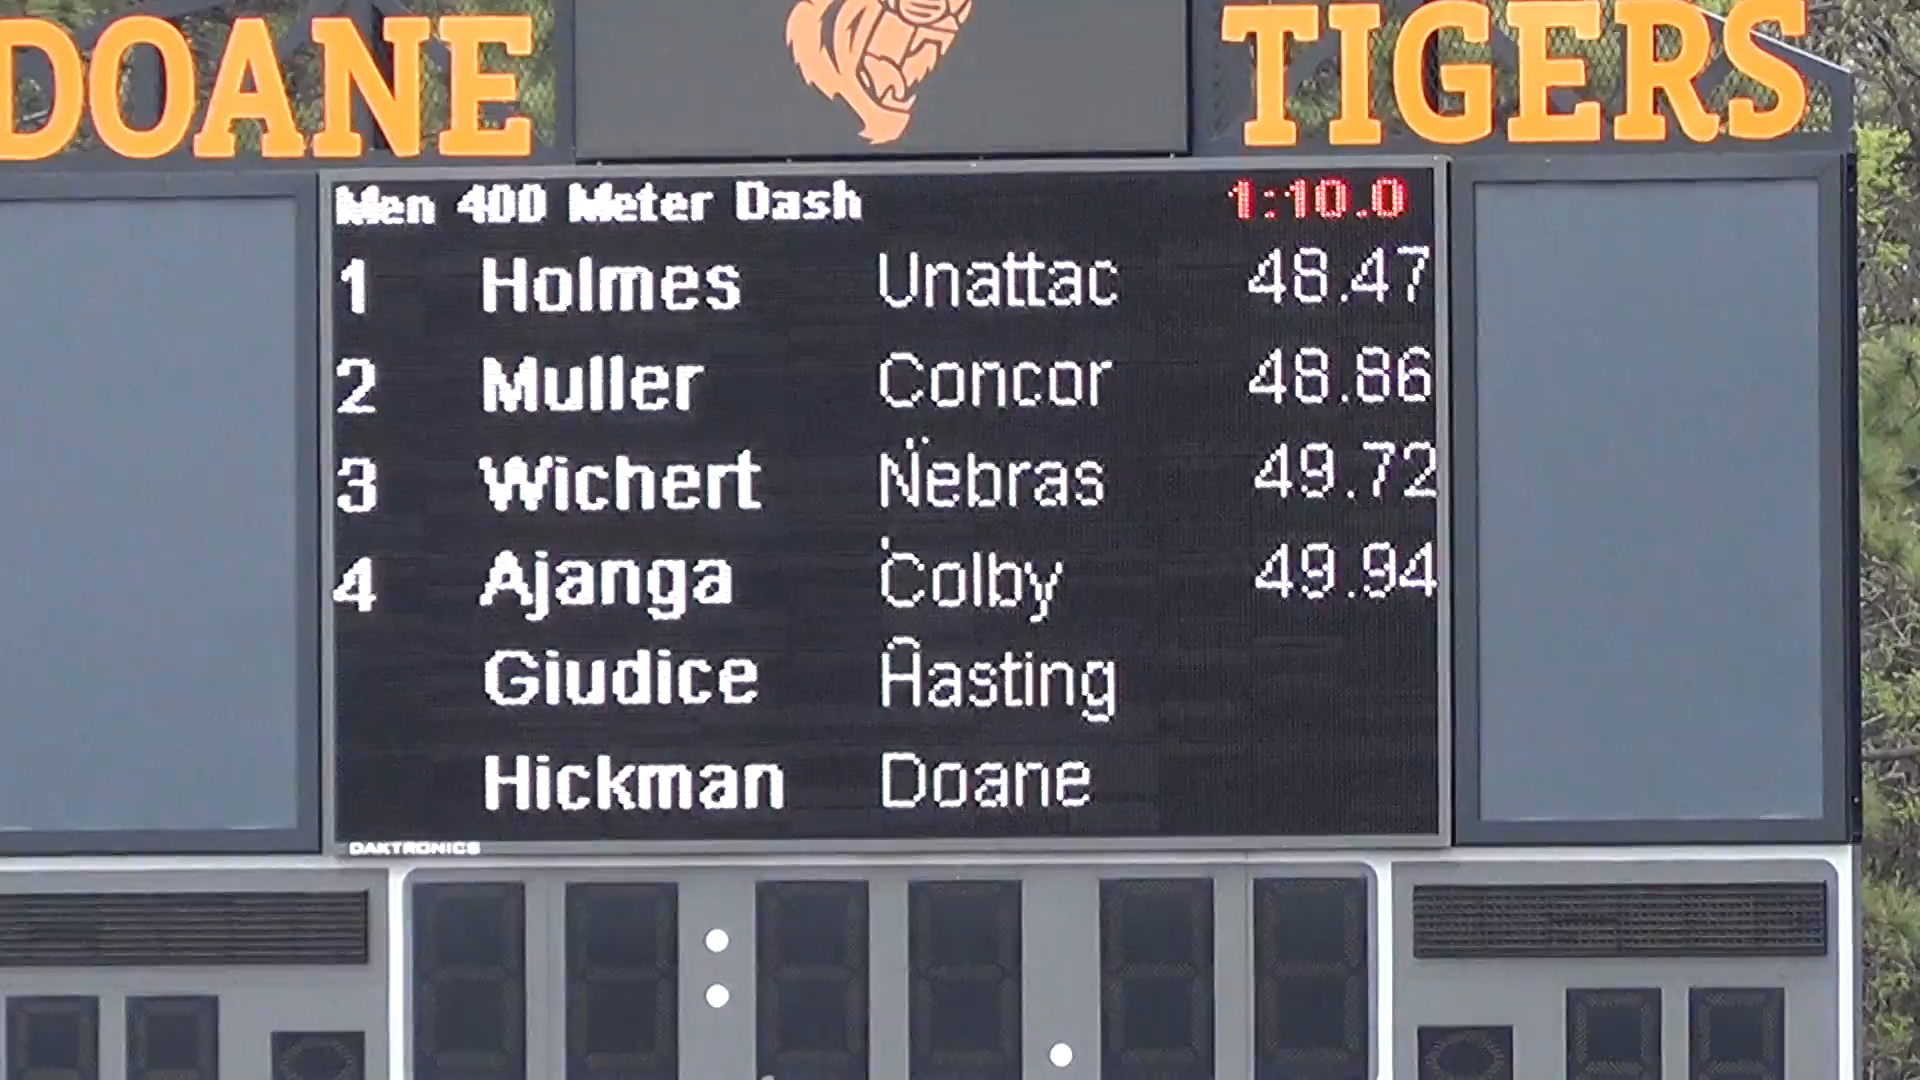 DOANE TIGERS
Men 400 Meter Dash 1:10.0
1 Holmes Unattac 48.47
2 Muller Concor 48.86
3 Wichert Nebras 49.72
4 Ajanga Colby 49.94
Giudice Hasting
Hickman Doane
DAKTRONICS